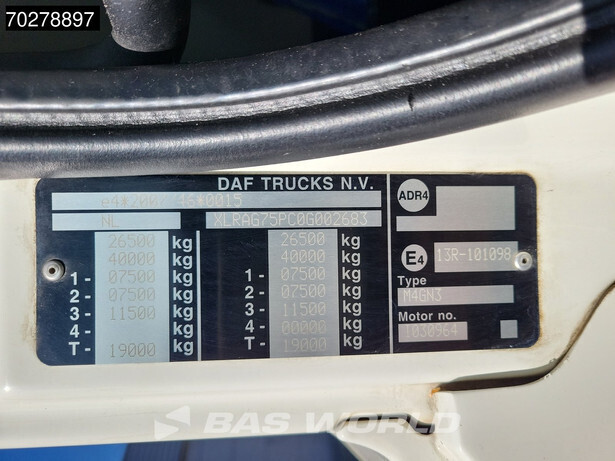 70278897
DAF TRUCKS N.V.
e4*2007/46*0015
NL XLRAG75PC0G002683
26500 kg 26500 kg
40000 kg 40000 kg
1- 07500 kg 1- 07500 kg
2- 07500 kg 2- 07500 kg
3- 11500 kg 3- 11500 kg
4- kg 4- 00000 kg
T- 19000 kg T- 19000 kg
ADR4
E4 13R-101098
Type
M4GN3
Motor no.
1030964
BAS WORLD